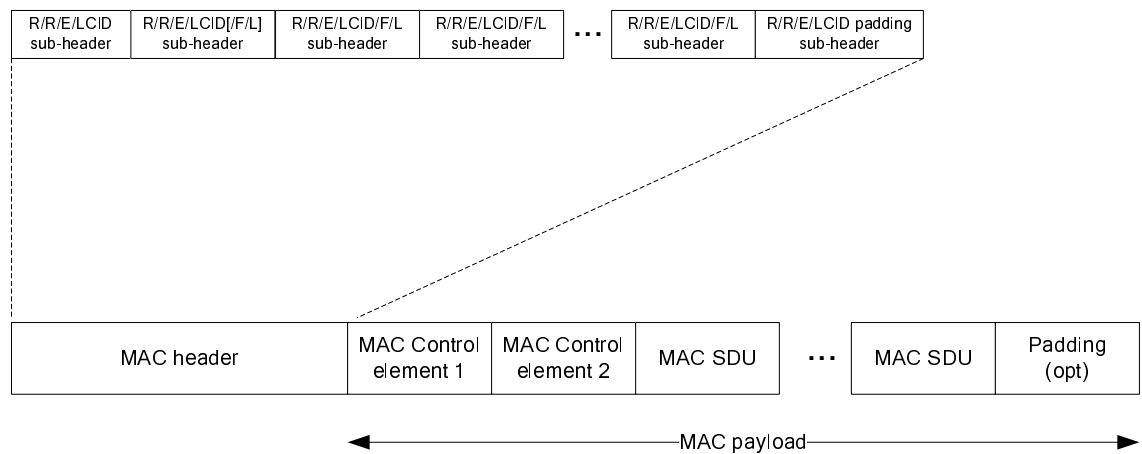 R/R/E/LCID
sub-header
R/R/E/LCID[/F/L]
sub-header
R/R/E/LCID/F/L
sub-header
R/R/E/LCID/F/L
sub-header
...
R/R/E/LCID/F/L
sub-header
R/R/E/LCID padding
sub-header
MAC header
MAC Control
element 1
MAC Control
element 2
MAC SDU
...
MAC SDU
Padding
(opt)
MAC payload